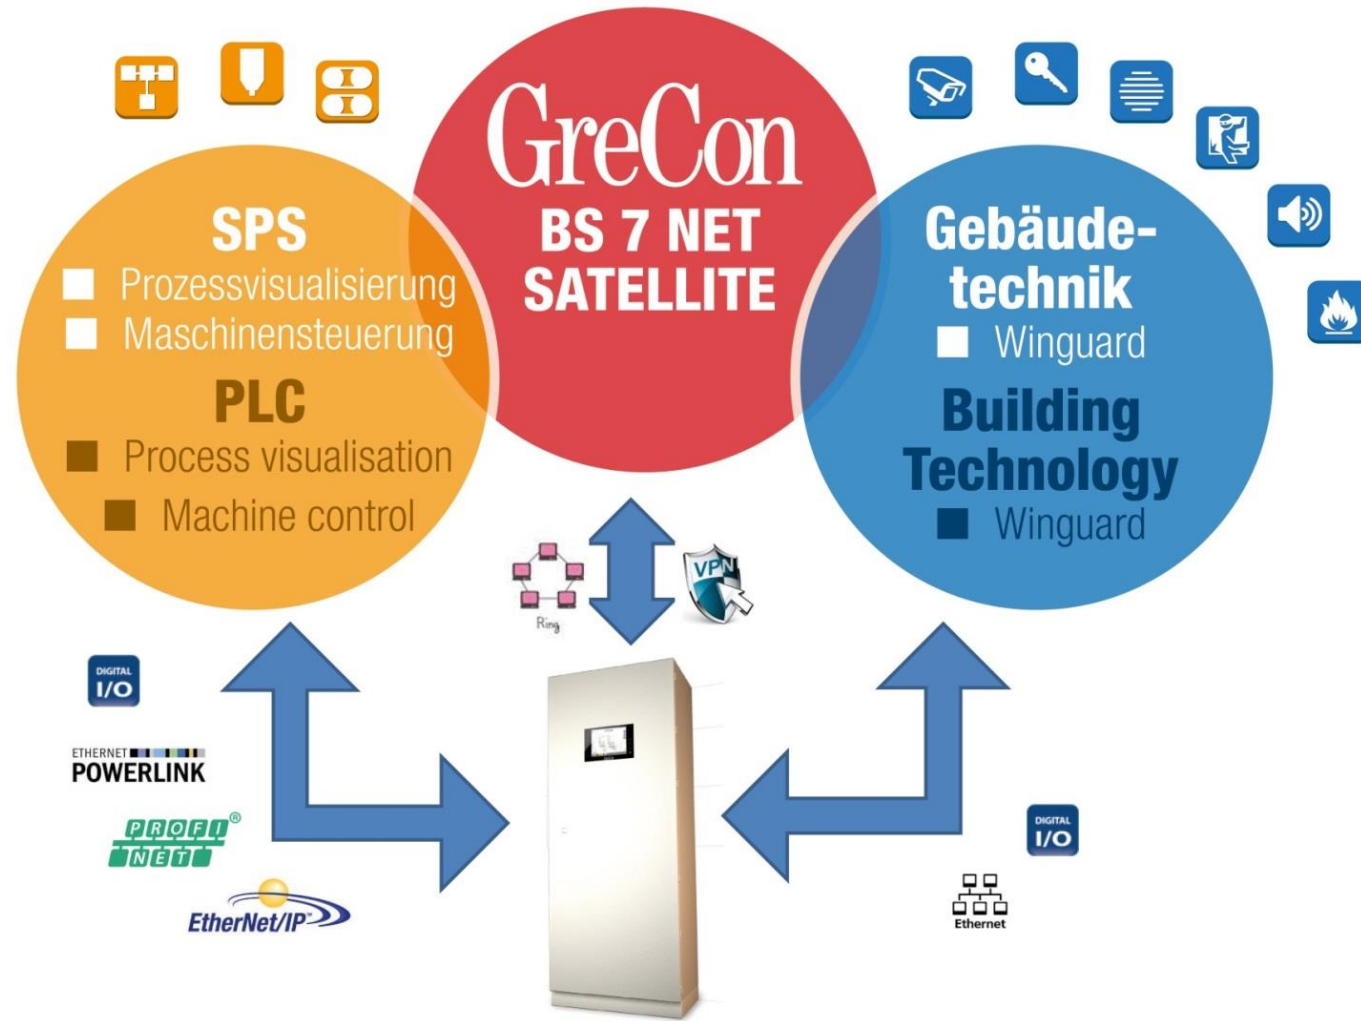 GreCon
BS 7 NET
SATELLITE
SPS
Prozessvisualisierung
Maschinensteuerung
PLC
Process visualisation
Machine control
Gebäude-
technik
Winguard
Building
Technology
Winguard
Ring
VPN
DIGITAL
I/O
ETHERNET
POWERLINK
PROFI®
NET
EtherNet/IP™
DIGITAL
I/O
Ethernet